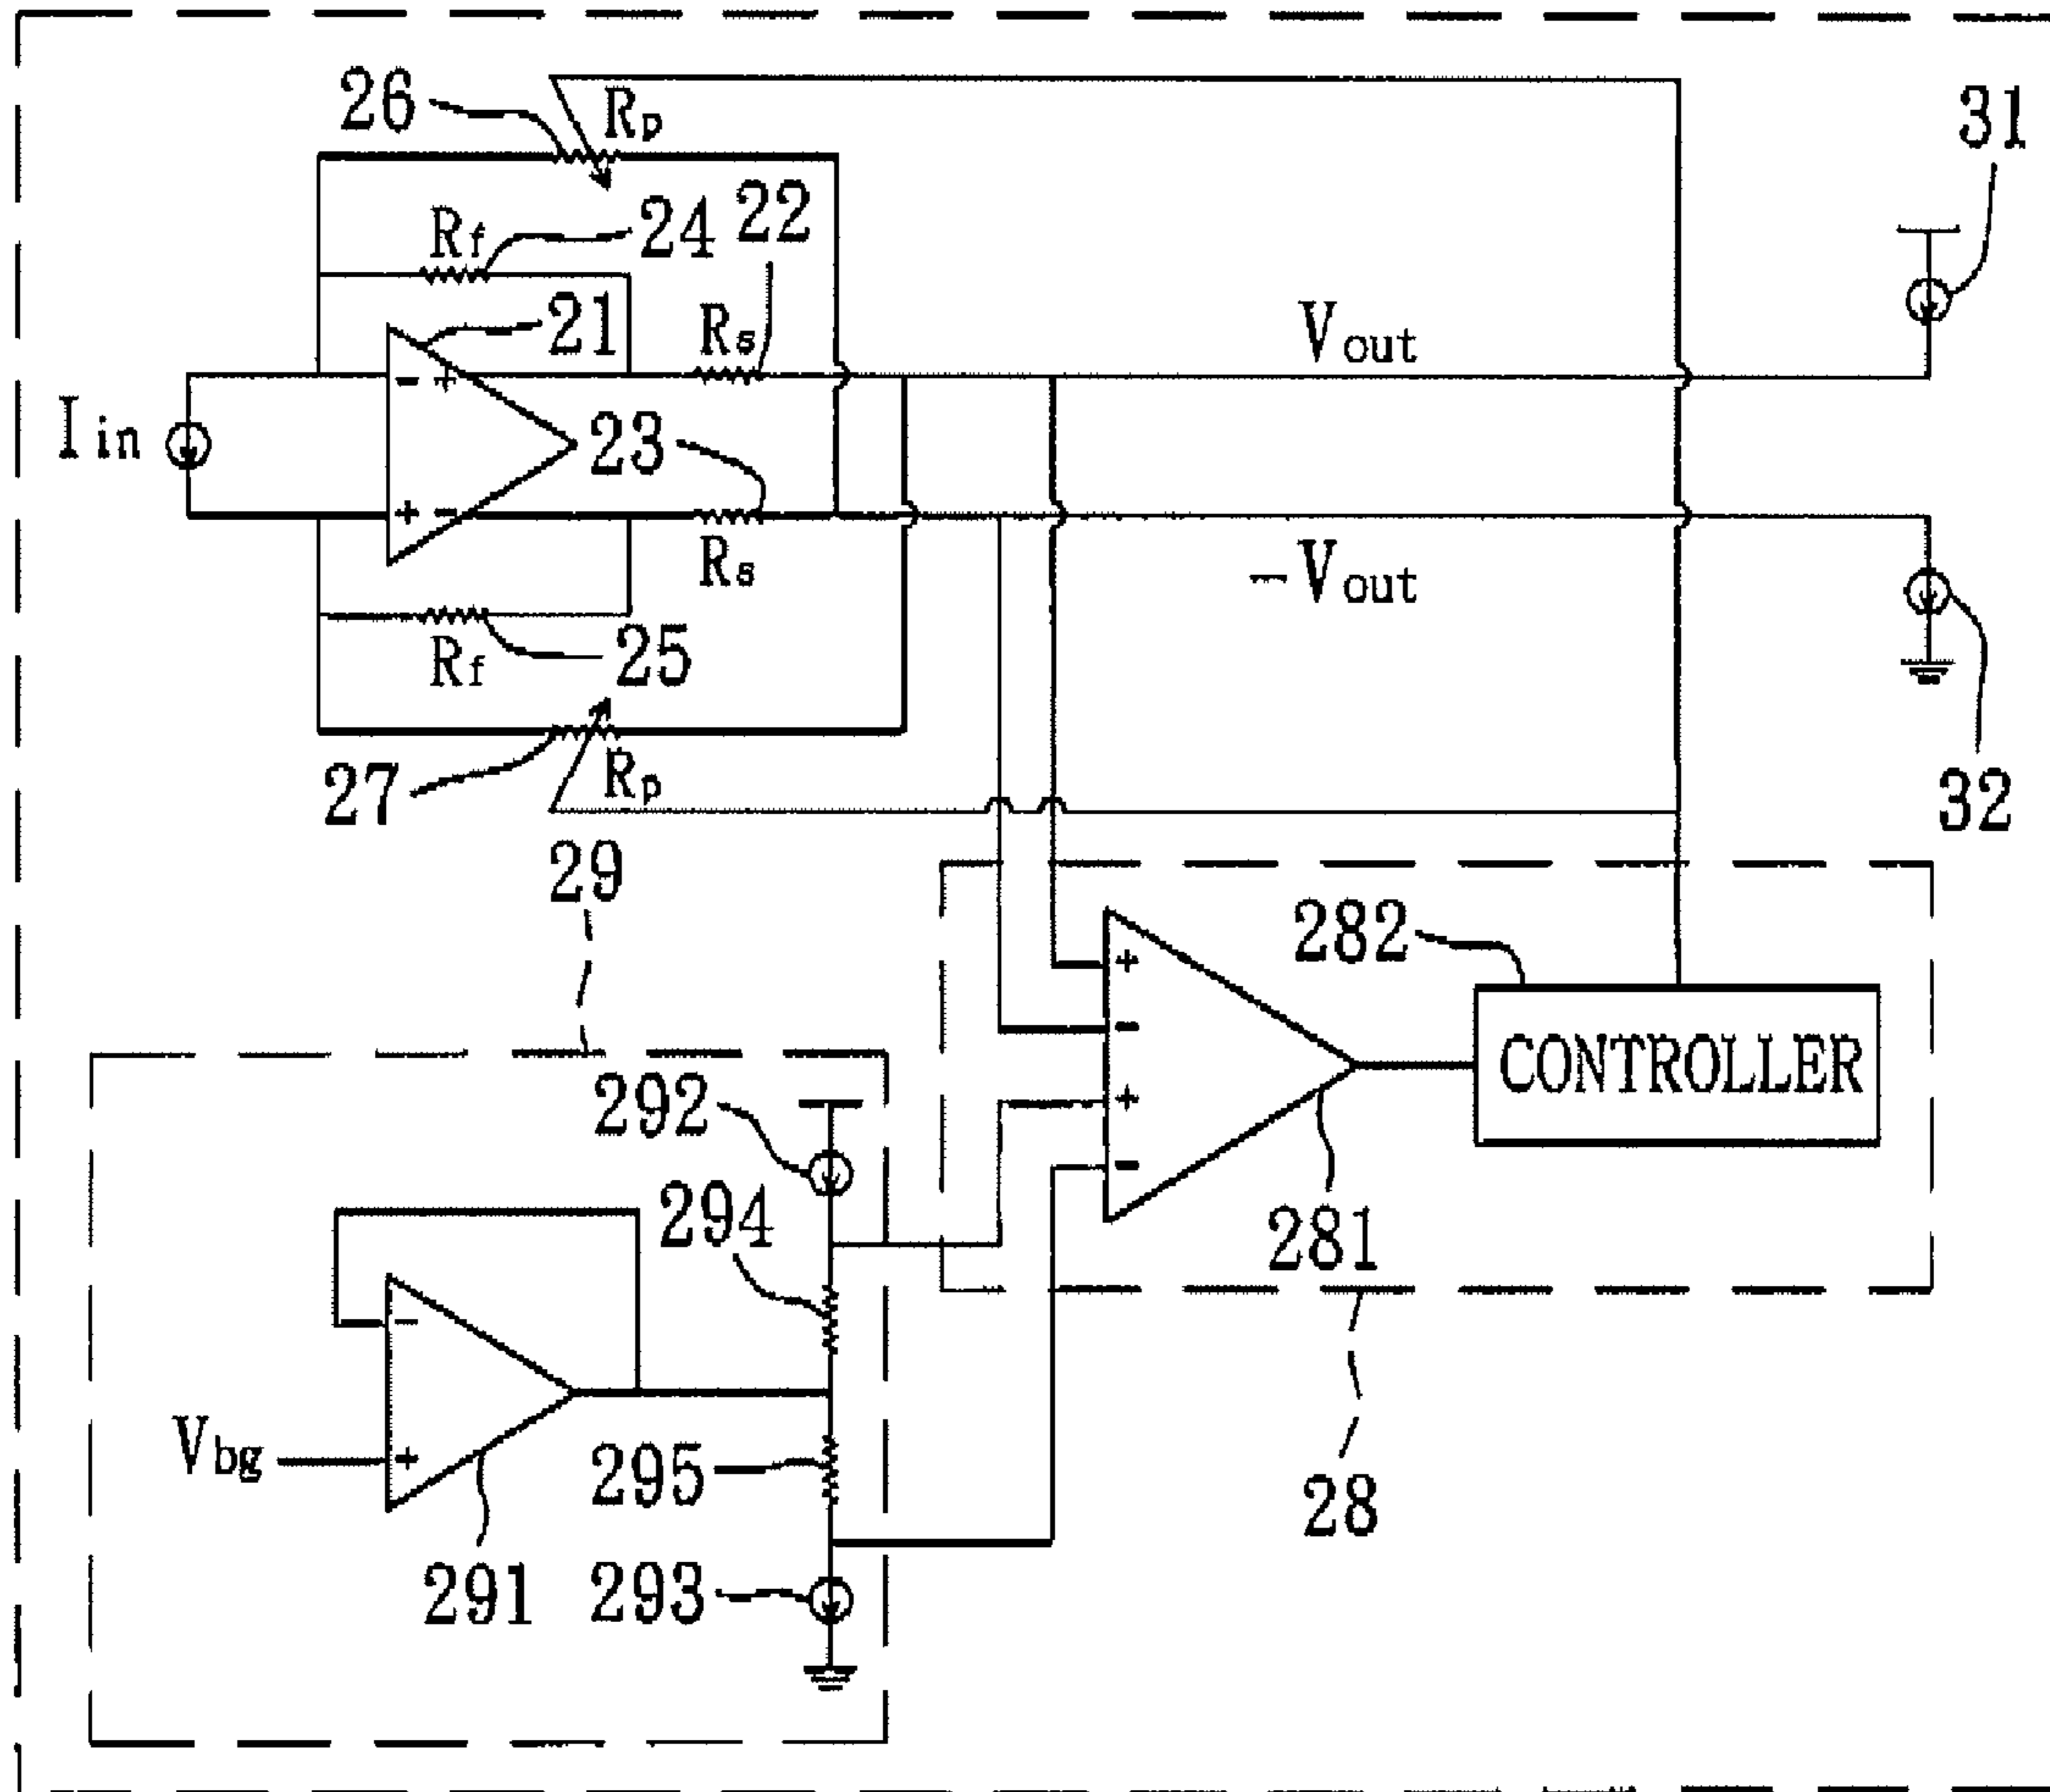 26
Rp
31
Rf
24
22
21
Rs
Vout
- +
Iin
23
+ -
Rs
-Vout
Rf
25
27
Rp
32
29
282
+
-
CONTROLLER
292
+
-
294
281
-
Vbg
+
295
28
291
293